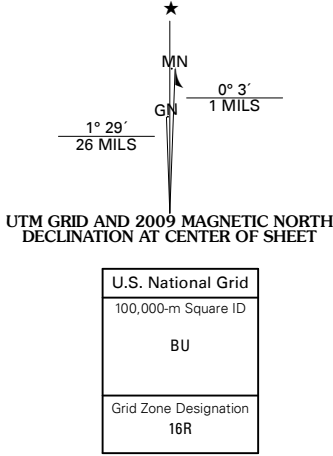 ★
MN
0° 3´
1 MILS
GN
1° 29´
26 MILS
UTM GRID AND 2009 MAGNETIC NORTH
DECLINATION AT CENTER OF SHEET
U.S. National Grid
100,000-m Square ID
BU
Grid Zone Designation
16R